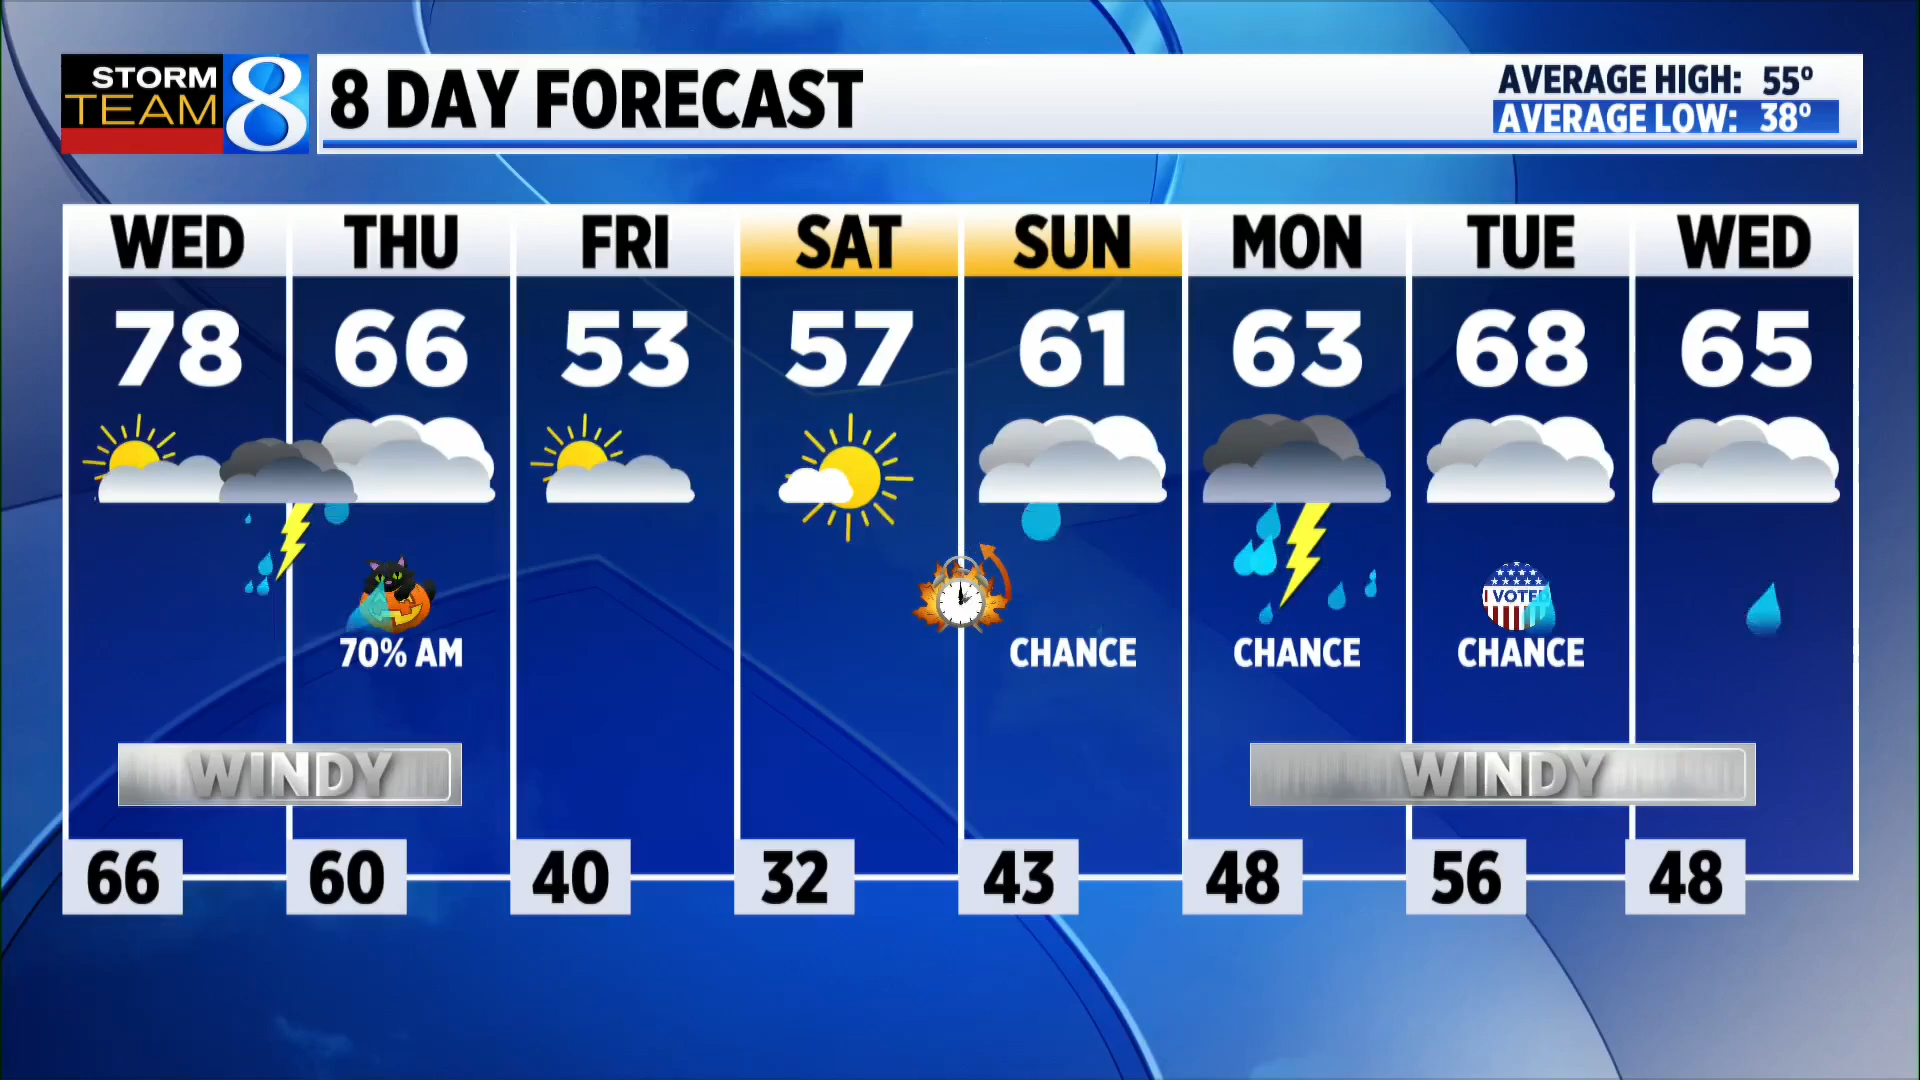 STORM
TEAM
8
8 DAY FORECAST
AVERAGE HIGH: 55º
AVERAGE LOW: 38º
WED THU FRI SAT SUN MON TUE WED
78 66 53 57 61 63 68 65
I VOTED
70% AM CHANCE CHANCE CHANCE
WINDY WINDY
66 60 40 32 43 48 56 48